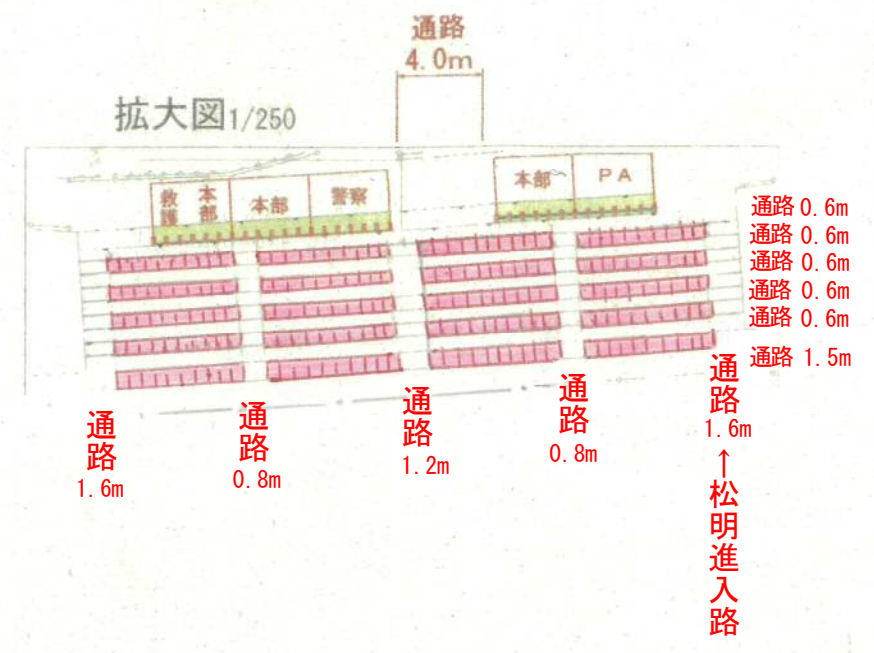 通路
4.0m
拡大図1/250
救護 本部
本部
警察
本部
PA
通路 0.6m
通路 0.6m
通路 0.6m
通路 0.6m
通路 0.6m
通路 1.5m
通路
1.6m
通路
0.8m
通路
1.2m
通路
0.8m
通路
1.6m
↑松明進入路